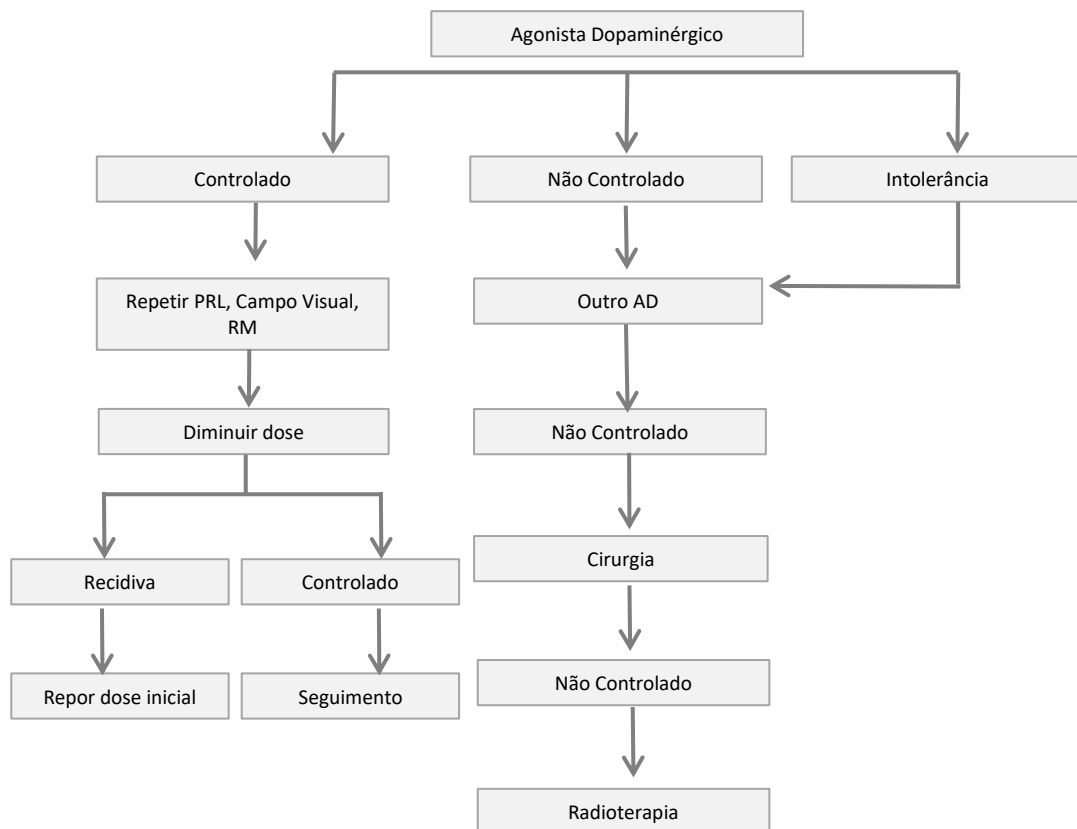 Agonista Dopaminérgico
Controlado
Não Controlado
Intolerância
Repetir PRL, Campo Visual,
RM
Outro AD
Diminuir dose
Não Controlado
Recidiva
Controlado
Cirurgia
Repor dose inicial
Seguimento
Não Controlado
Radioterapia